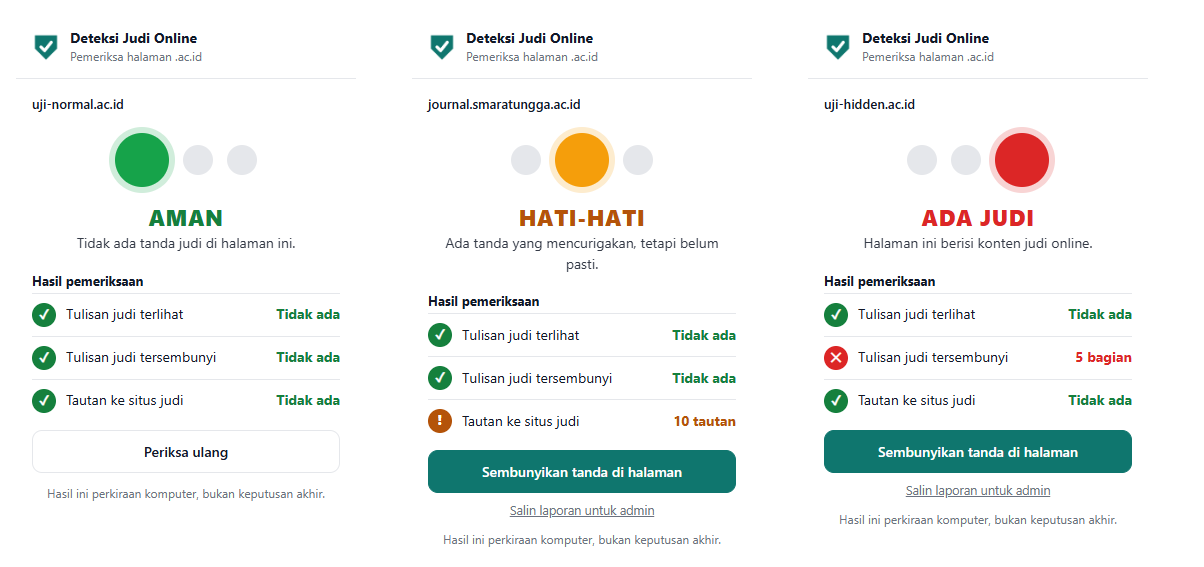 Deteksi Judi Online
Pemeriksa halaman .ac.id
uji-normal.ac.id
AMAN
Tidak ada tanda judi di halaman ini.
Hasil pemeriksaan
Tulisan judi terlihat Tidak ada
Tulisan judi tersembunyi Tidak ada
Tautan ke situs judi Tidak ada
Periksa ulang
Hasil ini perkiraan komputer, bukan keputusan akhir.
Deteksi Judi Online
Pemeriksa halaman .ac.id
journal.smaratungga.ac.id
HATI-HATI
Ada tanda yang mencurigakan, tetapi belum
pasti.
Hasil pemeriksaan
Tulisan judi terlihat Tidak ada
Tulisan judi tersembunyi Tidak ada
Tautan ke situs judi 10 tautan
Sembunyikan tanda di halaman
Salin laporan untuk admin
Hasil ini perkiraan komputer, bukan keputusan akhir.
Deteksi Judi Online
Pemeriksa halaman .ac.id
uji-hidden.ac.id
ADA JUDI
Halaman ini berisi konten judi online.
Hasil pemeriksaan
Tulisan judi terlihat Tidak ada
Tulisan judi tersembunyi 5 bagian
Tautan ke situs judi Tidak ada
Sembunyikan tanda di halaman
Salin laporan untuk admin
Hasil ini perkiraan komputer, bukan keputusan akhir.